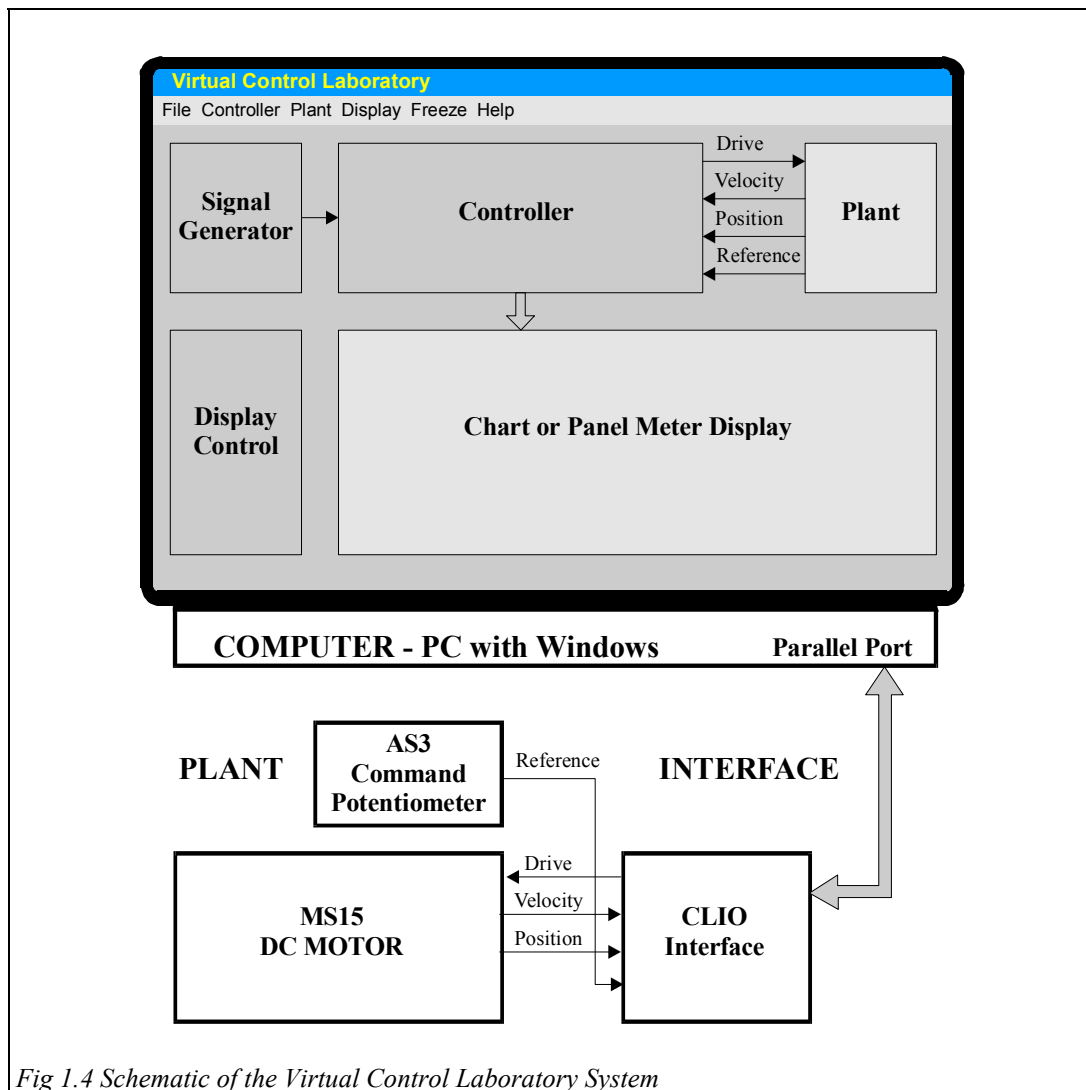 Virtual Control Laboratory
File Controller Plant Display Freeze Help
Signal
Generator
Controller
Drive
Velocity
Position
Reference
Plant
Display
Control
Chart or Panel Meter Display
COMPUTER - PC with Windows
Parallel Port
PLANT
AS3
Command
Potentiometer
Reference
INTERFACE
MS15
DC MOTOR
Drive
Velocity
Position
CLIO
Interface
Fig 1.4 Schematic of the Virtual Control Laboratory System